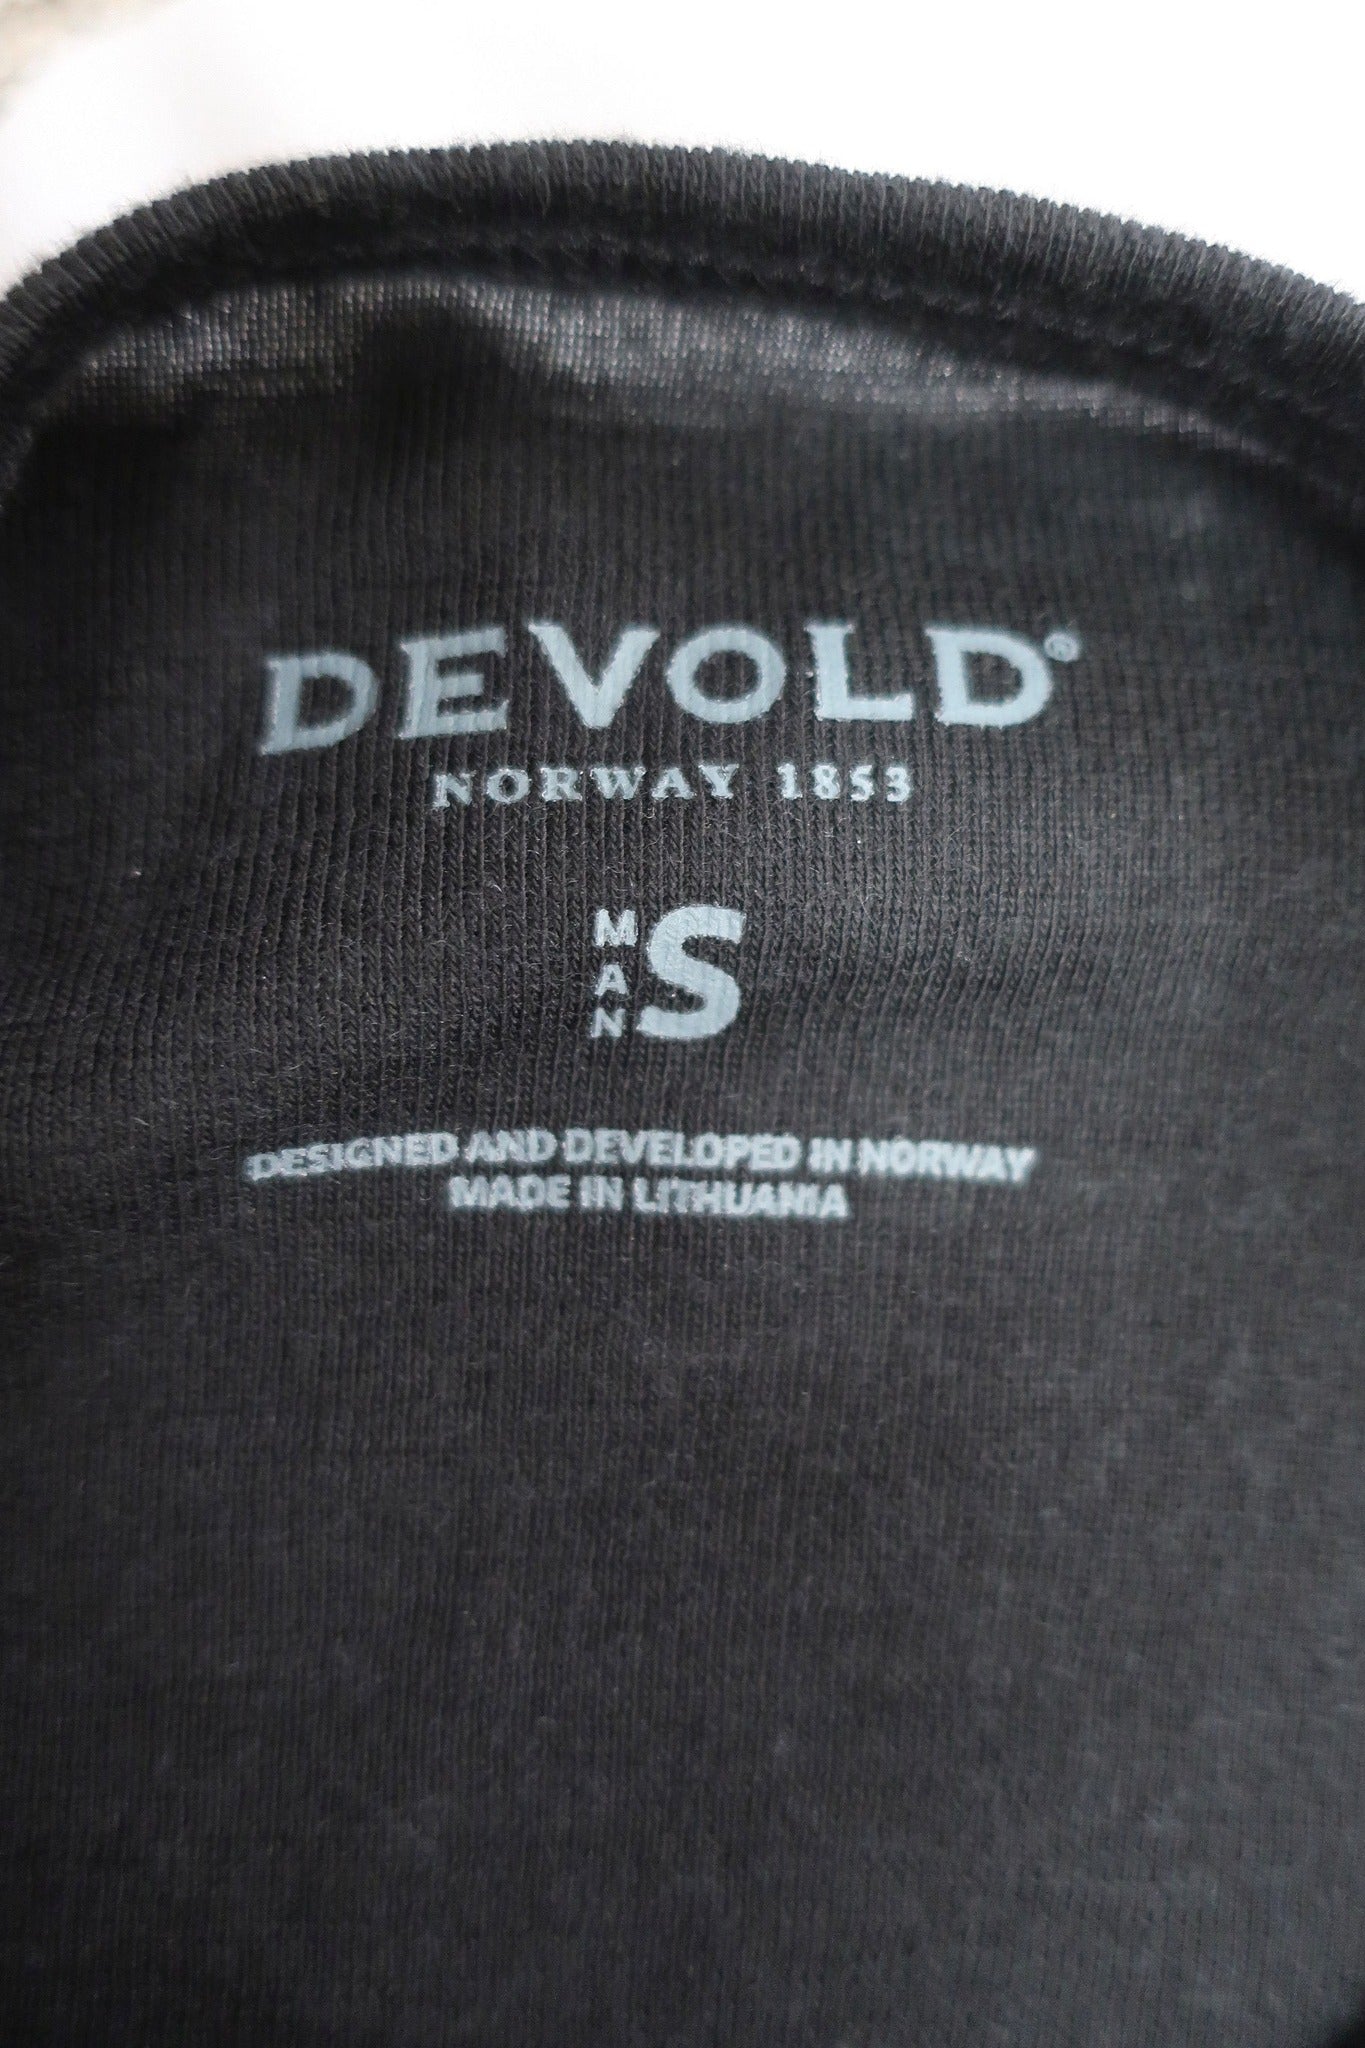 DEVOLD®
NORWAY 1853
MAN S
DESIGNED AND DEVELOPED IN NORWAY
MADE IN LITHUANIA